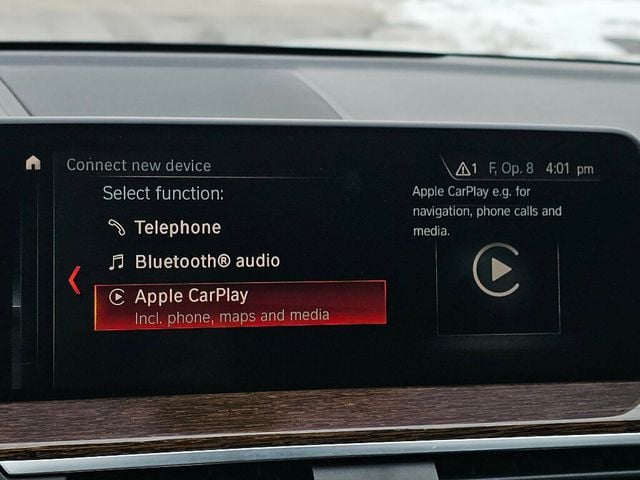 Connect new device
1 F, Op. 8 4:01 pm
Select function:
Telephone
Bluetooth® audio
Apple CarPlay
Incl. phone, maps and media
Apple CarPlay e.g. for
navigation, phone calls and
media.